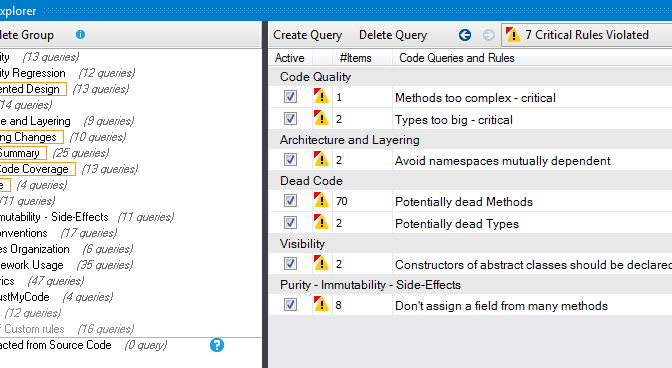 xplorer
lete Group
ity (13 queries)
ity Regression (12 queries)
ented Design (13 queries)
(14 queries)
e and Layering (9 queries)
ng Changes (10 queries)
Summary (25 queries)
Code Coverage (13 queries)
e (4 queries)
(11 queries)
mutability - Side-Effects (11 queries)
onventions (17 queries)
es Organization (6 queries)
ework Usage (35 queries)
rics (47 queries)
ustMyCode (4 queries)
(12 queries)
of Custom rules (16 queries)
acted from Source Code (0 query)
Create Query Delete Query 7 Critical Rules Violated
Active #Items Code Queries and Rules
Code Quality
1 Methods too complex - critical
2 Types too big - critical
Architecture and Layering
2 Avoid namespaces mutually dependent
Dead Code
70 Potentially dead Methods
2 Potentially dead Types
Visibility
2 Constructors of abstract classes should be declared
Purity - Immutability - Side-Effects
8 Don't assign a field from many methods